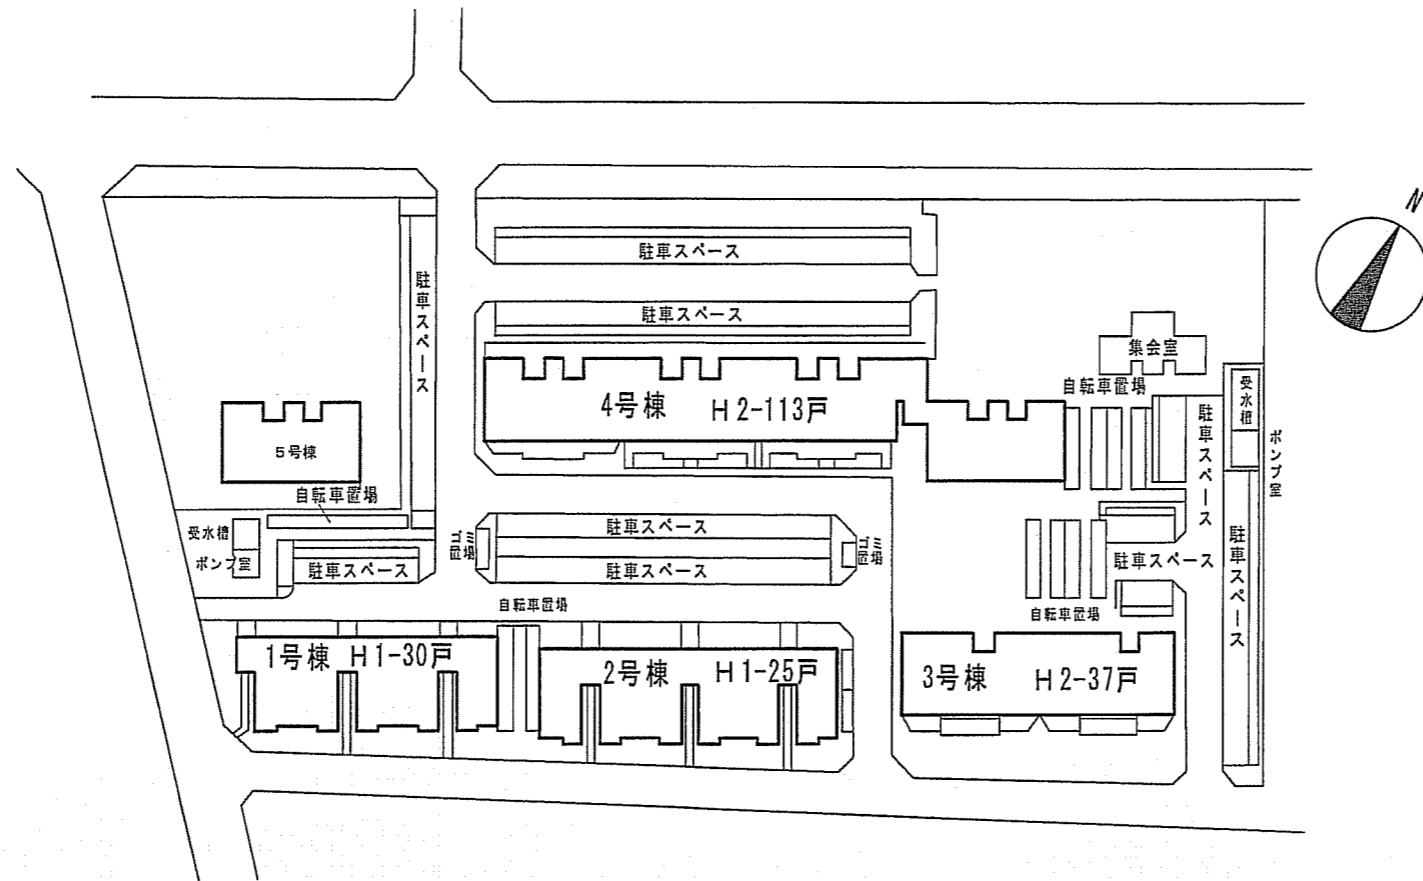 N
駐車スペース
駐車スペース
駐車スペース
集会室
自転車置場
受水槽
4号棟 H2-113戸
駐車スペース
ポンプ室
5号棟
自転車置場
受水槽
ポンプ室
駐車スペース
ゴミ置場
駐車スペース
駐車スペース
ゴミ置場
駐車スペース
駐車スペース
自転車置場
自転車置場
1号棟 H1-30戸
2号棟 H1-25戸
3号棟 H2-37戸